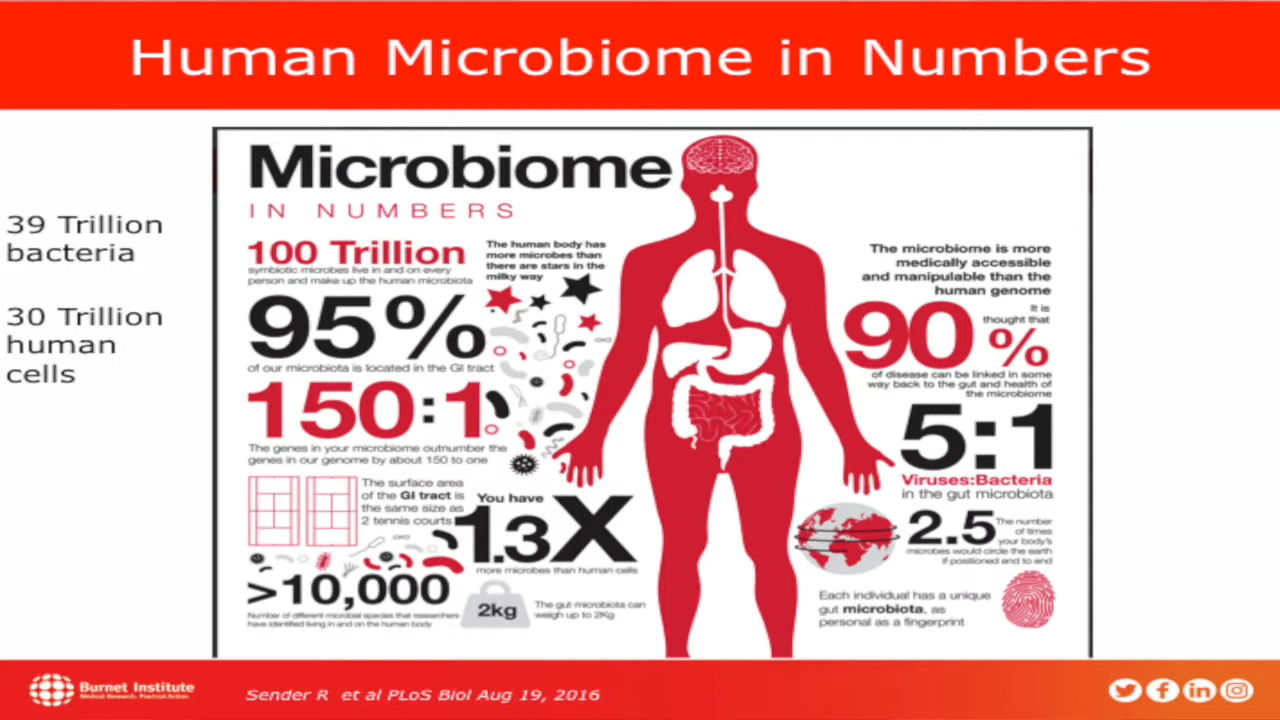 Human Microbiome in Numbers
39 Trillion
bacteria
30 Trillion
human
cells
Microbiome
IN NUMBERS
100 Trillion
symbiotic microbes live in and on every
person and make up the human microbiota
The human body has
more microbes than
there are stars in the
milky way
95%
of our microbiota is located in the GI tract
150:1
The genes in your microbiome outnumber the
genes in our genome by about 150 to one
The surface area
of the GI tract is
the same size as
2 tennis courts
You have
1.3X
more microbes than human cells
>10,000
Number of different microbial species that researchers
have identified living in and on the human body
2kg
The gut microbiota can
weigh up to 2Kg
The microbiome is more
medically accessible
and manipulable than the
human genome
It is
thought that
90%
of disease can be linked in some
way back to the gut and health of
the microbiome
5:1
Viruses:Bacteria
in the gut microbiota
2.5
The number
of times
your body's
microbes would circle the earth
if positioned end to end
Each individual has a unique
gut microbiota, as
personal as a fingerprint
Burnet Institute
Medical Research. Practical Action.
Sender R et al PLoS Biol Aug 19, 2016